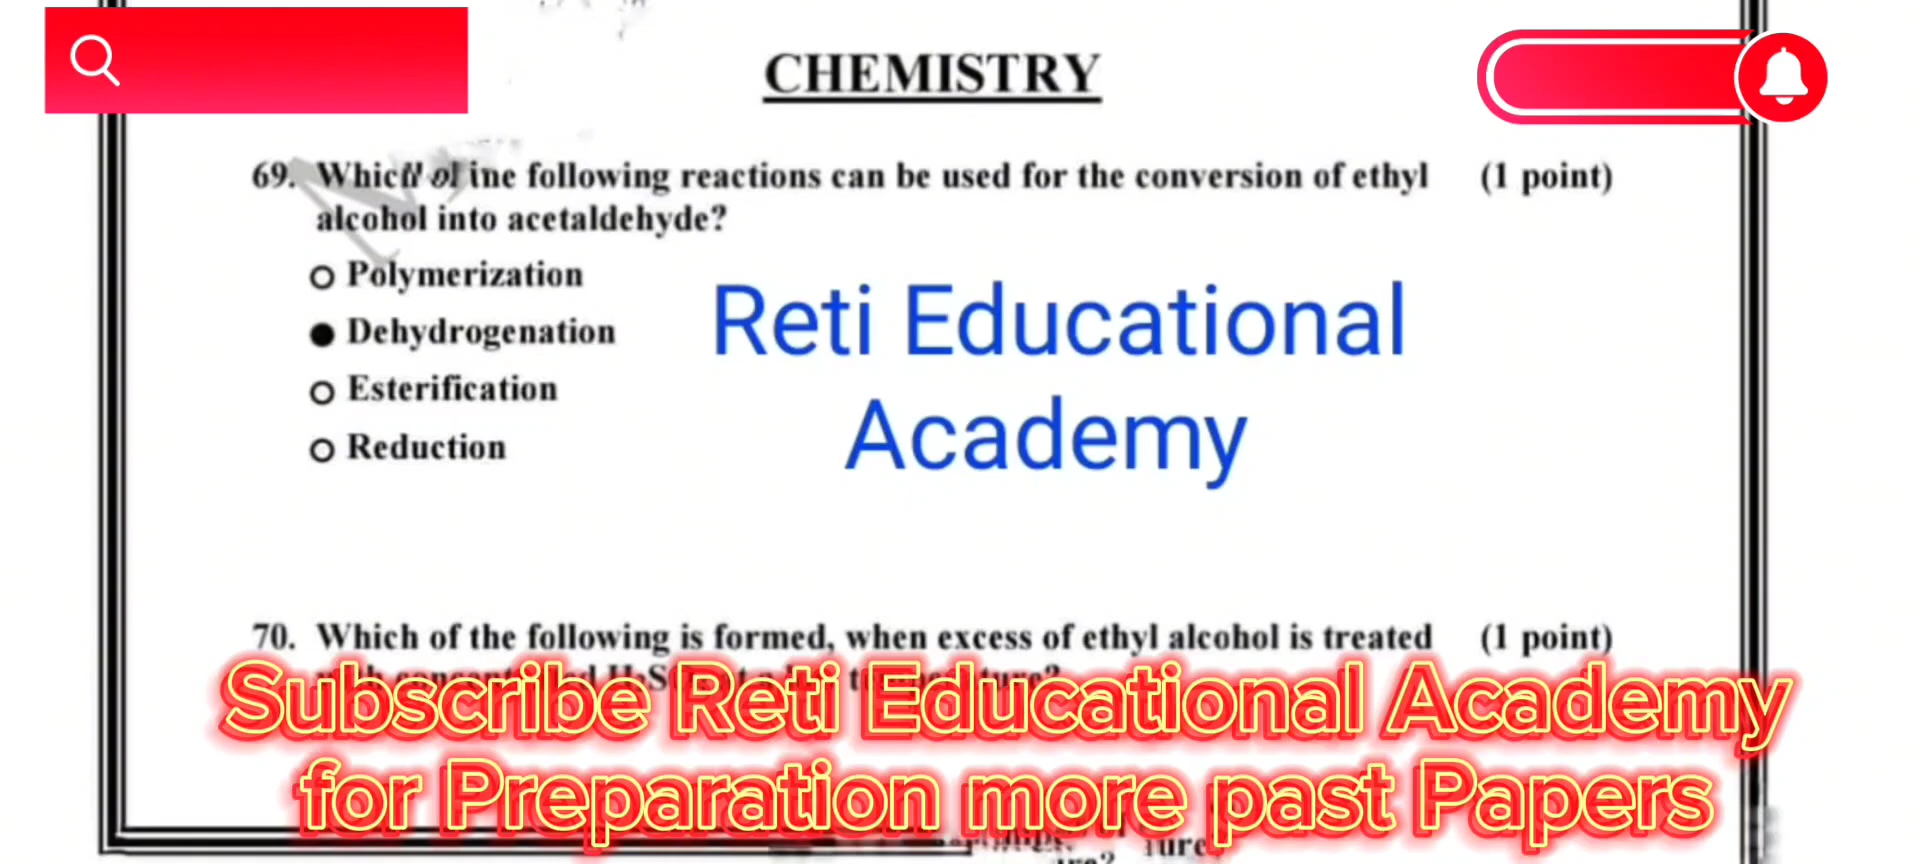 CHEMISTRY
69. Which of the following reactions can be used for the conversion of ethyl (1 point)
alcohol into acetaldehyde?
Polymerization
Dehydrogenation
Esterification
Reduction
Reti Educational
Academy
70. Which of the following is formed, when excess of ethyl alcohol is treated (1 point)
Subscribe Reti Educational Academy
for Preparation more past Papers